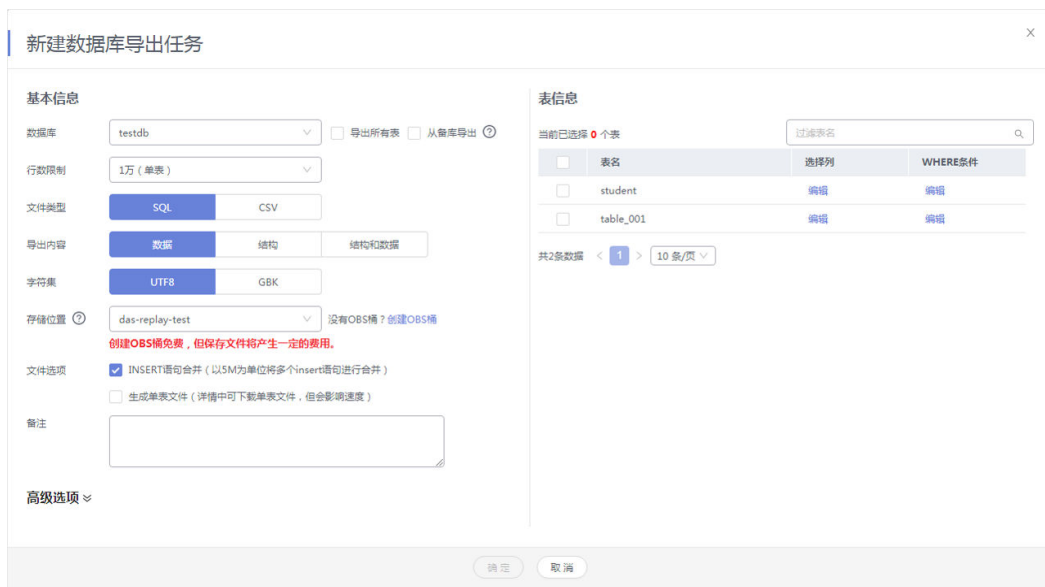 新建数据库导出任务
基本信息
数据库
testdb
导出所有表
从备库导出
行数限制
1万（单表）
文件类型
SQL
CSV
导出内容
数据
结构
结构和数据
字符集
UTF8
GBK
存储位置
das-replay-test
没有OBS桶？创建OBS桶
创建OBS桶免费，但保存文件将产生一定的费用。
文件选项
INSERT语句合并（以5M为单位将多个insert语句进行合并）
生成单表文件（详情中可下载单表文件，但会影响速度）
备注
高级选项
表信息
当前已选择 0 个表
过滤表名
表名
选择列
WHERE条件
student
编辑
编辑
table_001
编辑
编辑
共2条数据
1
10 条/页
确定
取消